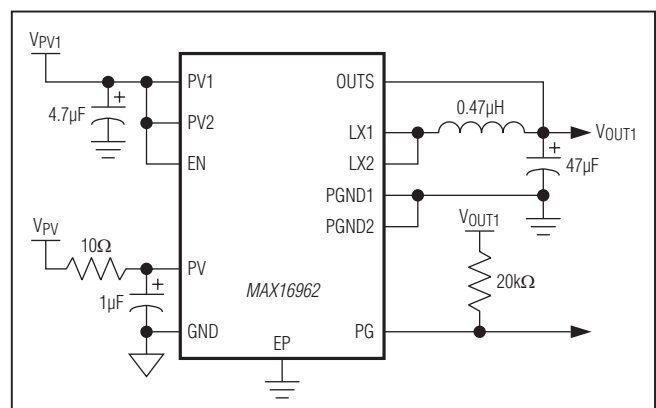 VPV1
PV1
OUTS
4.7µF
PV2
LX1
0.47µH
VOUT1
EN
LX2
47µF
PGND1
PGND2
VPV
10Ω
PV
VOUT1
1µF
MAX16962
20kΩ
GND
PG
EP